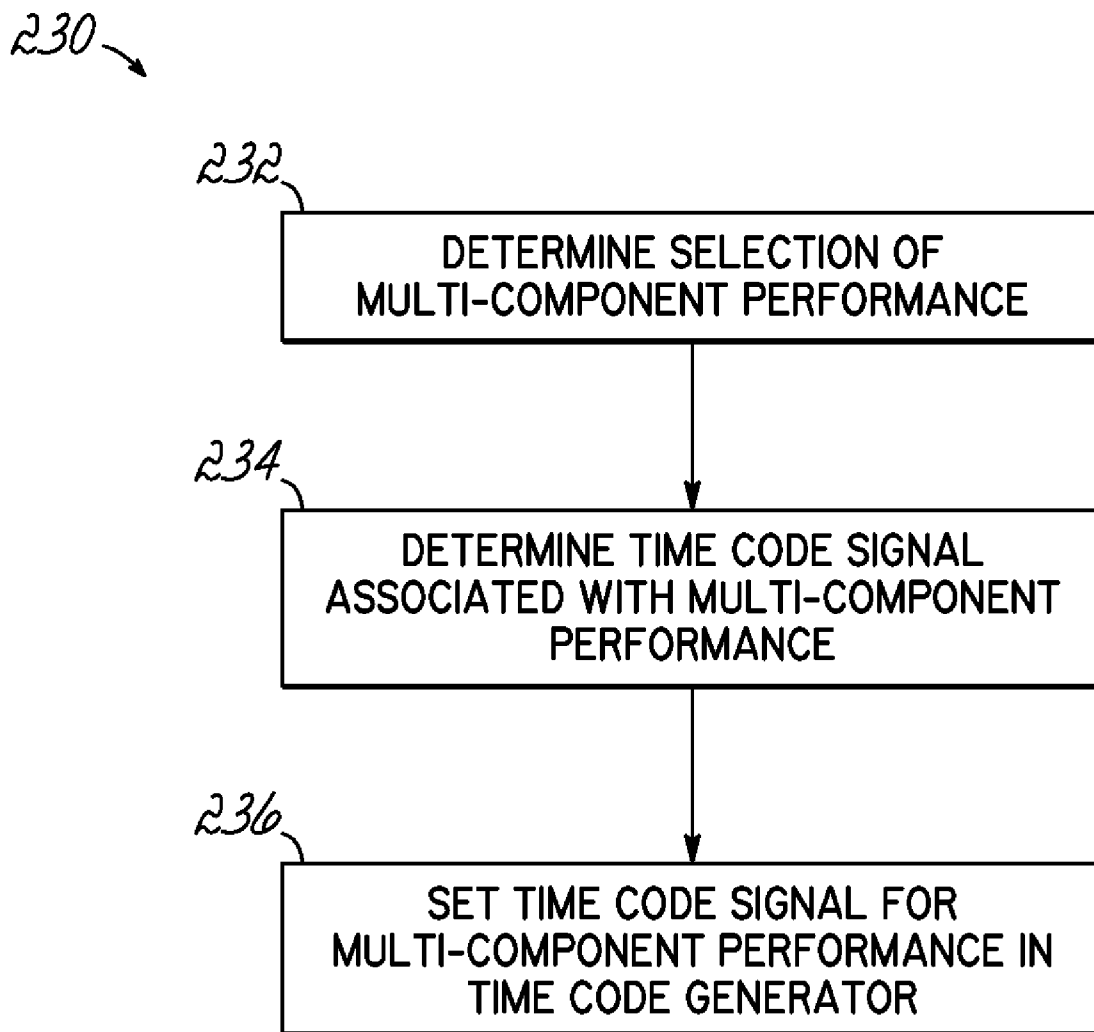 230
232
DETERMINE SELECTION OF
MULTI-COMPONENT PERFORMANCE
234
DETERMINE TIME CODE SIGNAL
ASSOCIATED WITH MULTI-COMPONENT
PERFORMANCE
236
SET TIME CODE SIGNAL FOR
MULTI-COMPONENT PERFORMANCE IN
TIME CODE GENERATOR